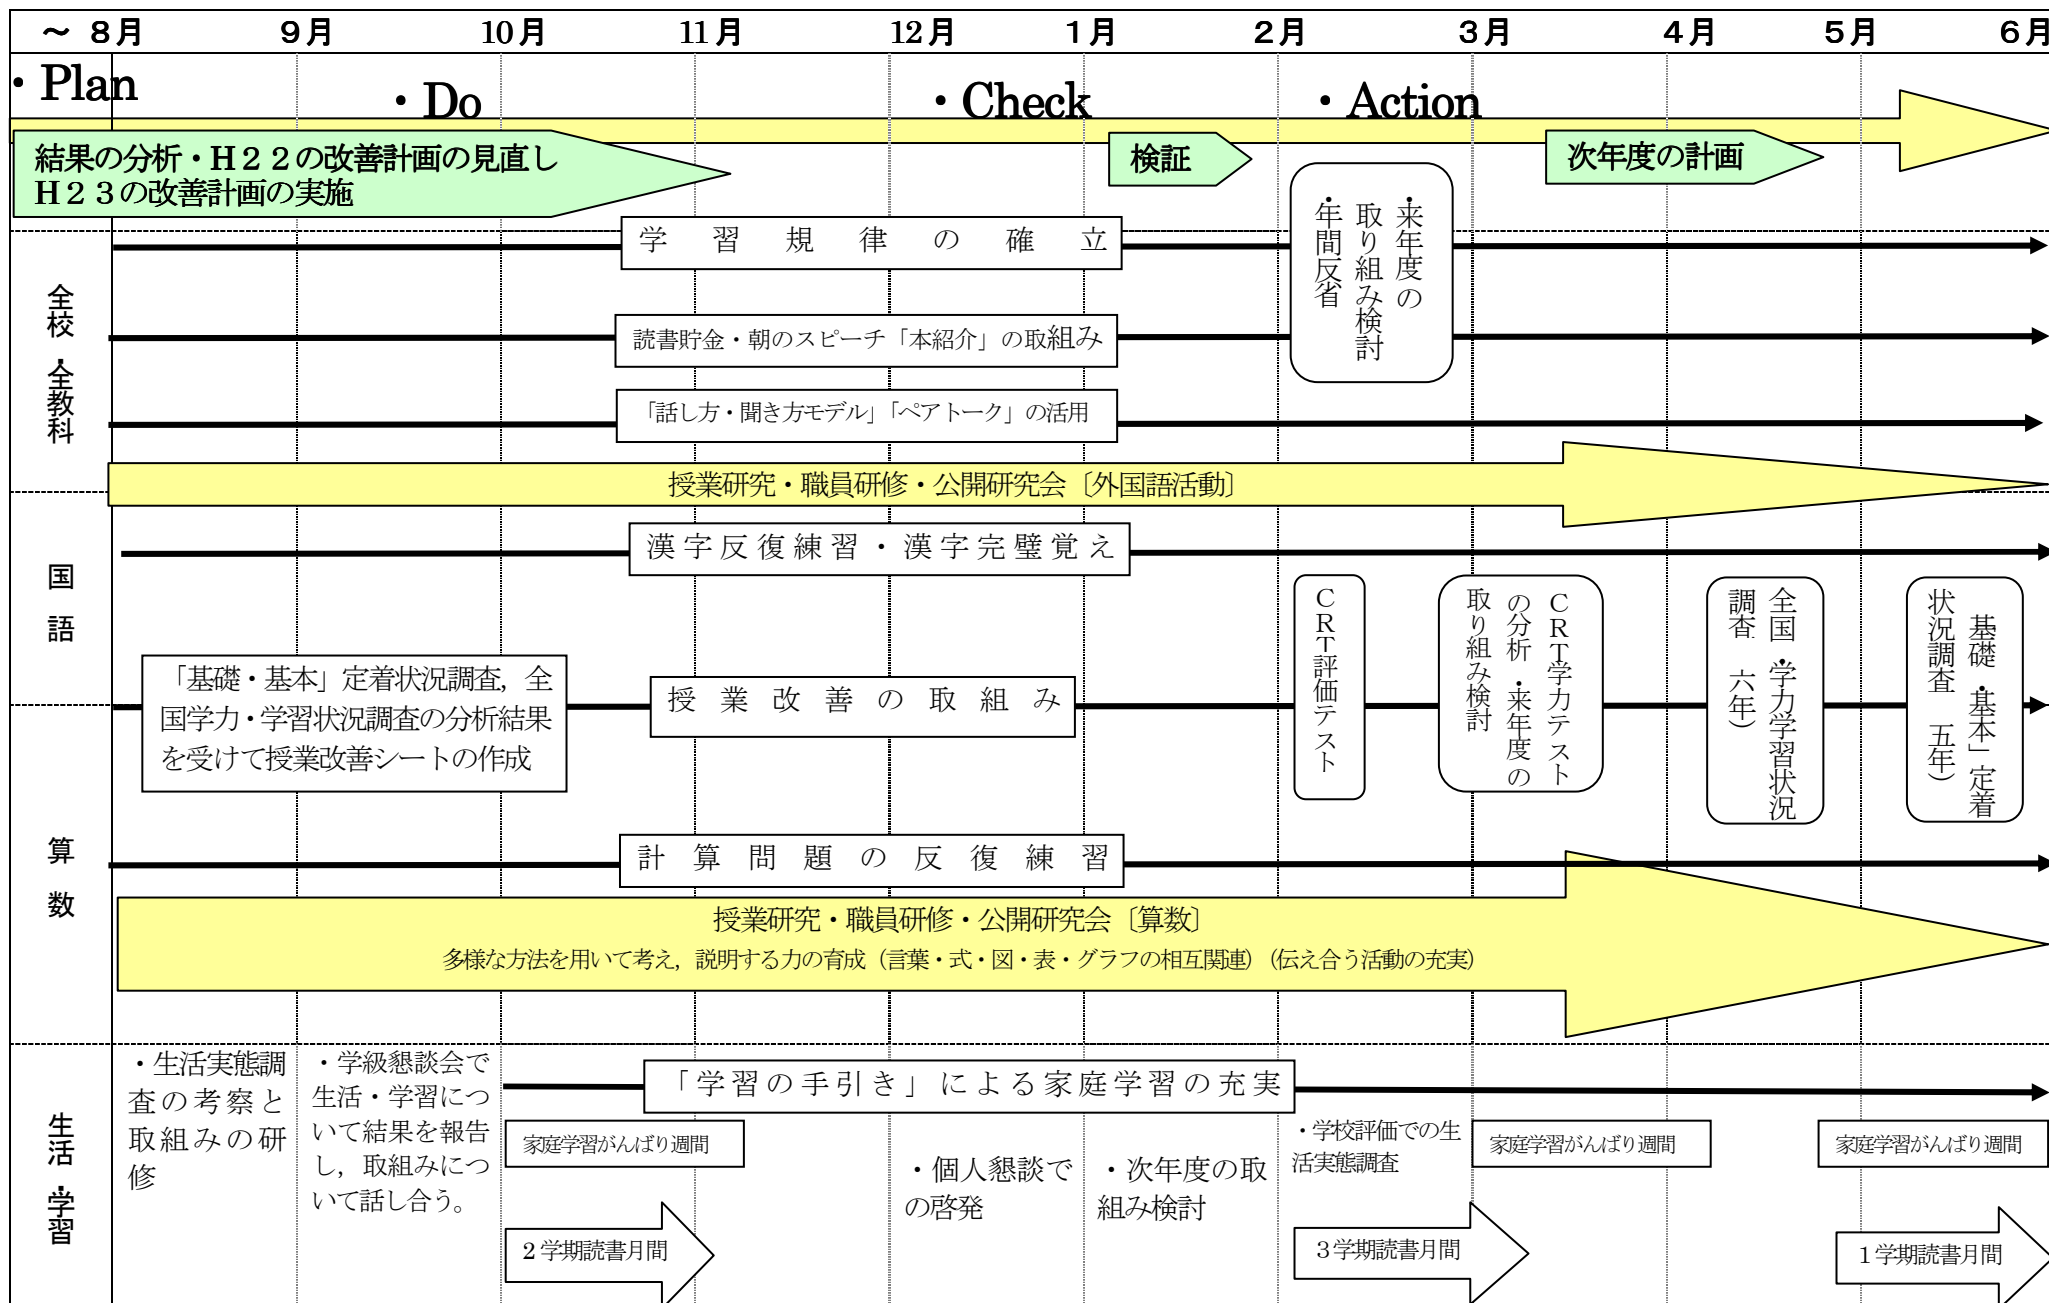 ～ 8月 9月 10月 11月 12月 1月 2月 3月 4月 5月 6月
・Plan
・Do
・Check
・Action
結果の分析・H２２の改善計画の見直し
H２３の改善計画の実施
検証
次年度の計画
全校・全教科
学習規律の確立
読書貯金・朝のスピーチ「本紹介」の取組み
「話し方・聞き方モデル」「ペアトーク」の活用
・来年度の
取り組み検討
・年間反省
授業研究・職員研修・公開研究会〔外国語活動〕
国語
漢字反復練習・漢字完璧覚え
「基礎・基本」定着状況調査，全
国学力・学習状況調査の分析結果
を受けて授業改善シートの作成
授業改善の取組み
CRT評価テスト
CRT学力テスト
の分析・来年度の
取り組み検討
全国・学力学習状況
調査　六年）
基礎・基本」定着
状況調査　五年）
算数
計算問題の反復練習
授業研究・職員研修・公開研究会〔算数〕
多様な方法を用いて考え，説明する力の育成（言葉・式・図・表・グラフの相互関連）（伝え合う活動の充実）
生活・学習
・生活実態調
査の考察と
取組みの研
修
・学級懇談会で
生活・学習につ
いて結果を報告
し，取組みにつ
いて話し合う。
「学習の手引き」による家庭学習の充実
家庭学習がんばり週間
２学期読書月間
・個人懇談で
の啓発
・次年度の取
組み検討
・学校評価での生
活実態調査
家庭学習がんばり週間
３学期読書月間
家庭学習がんばり週間
１学期読書月間